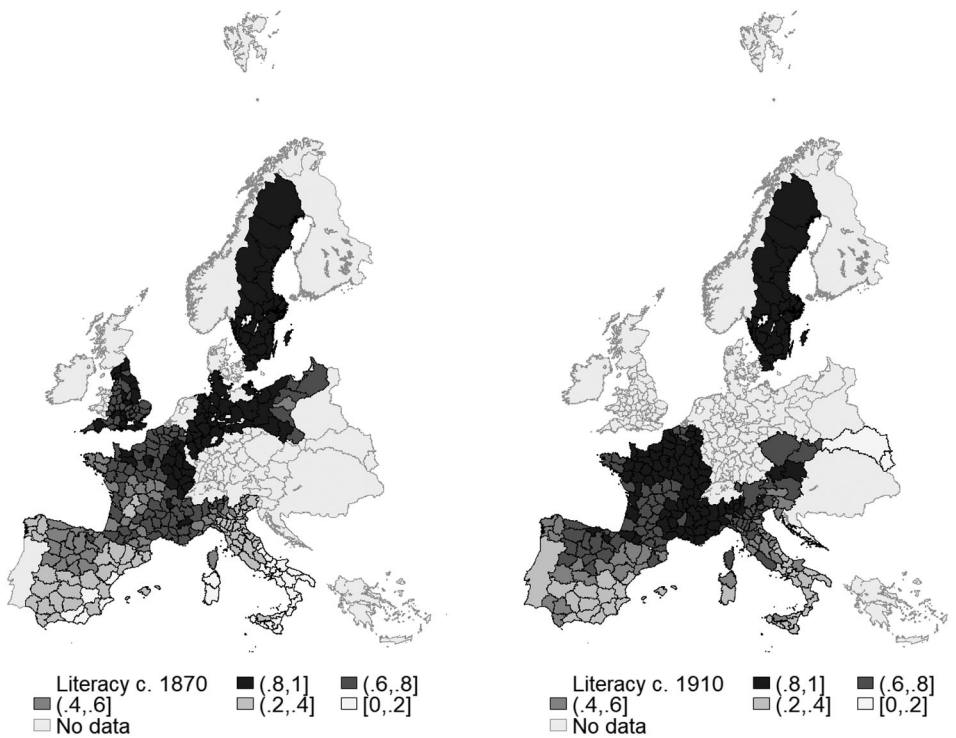 Literacy c. 1870 (.8,1] (.6,.8]
(.4,.6] (.2,.4] [0,.2]
No data
Literacy c. 1910 (.8,1] (.6,.8]
(.4,.6] (.2,.4] [0,.2]
No data